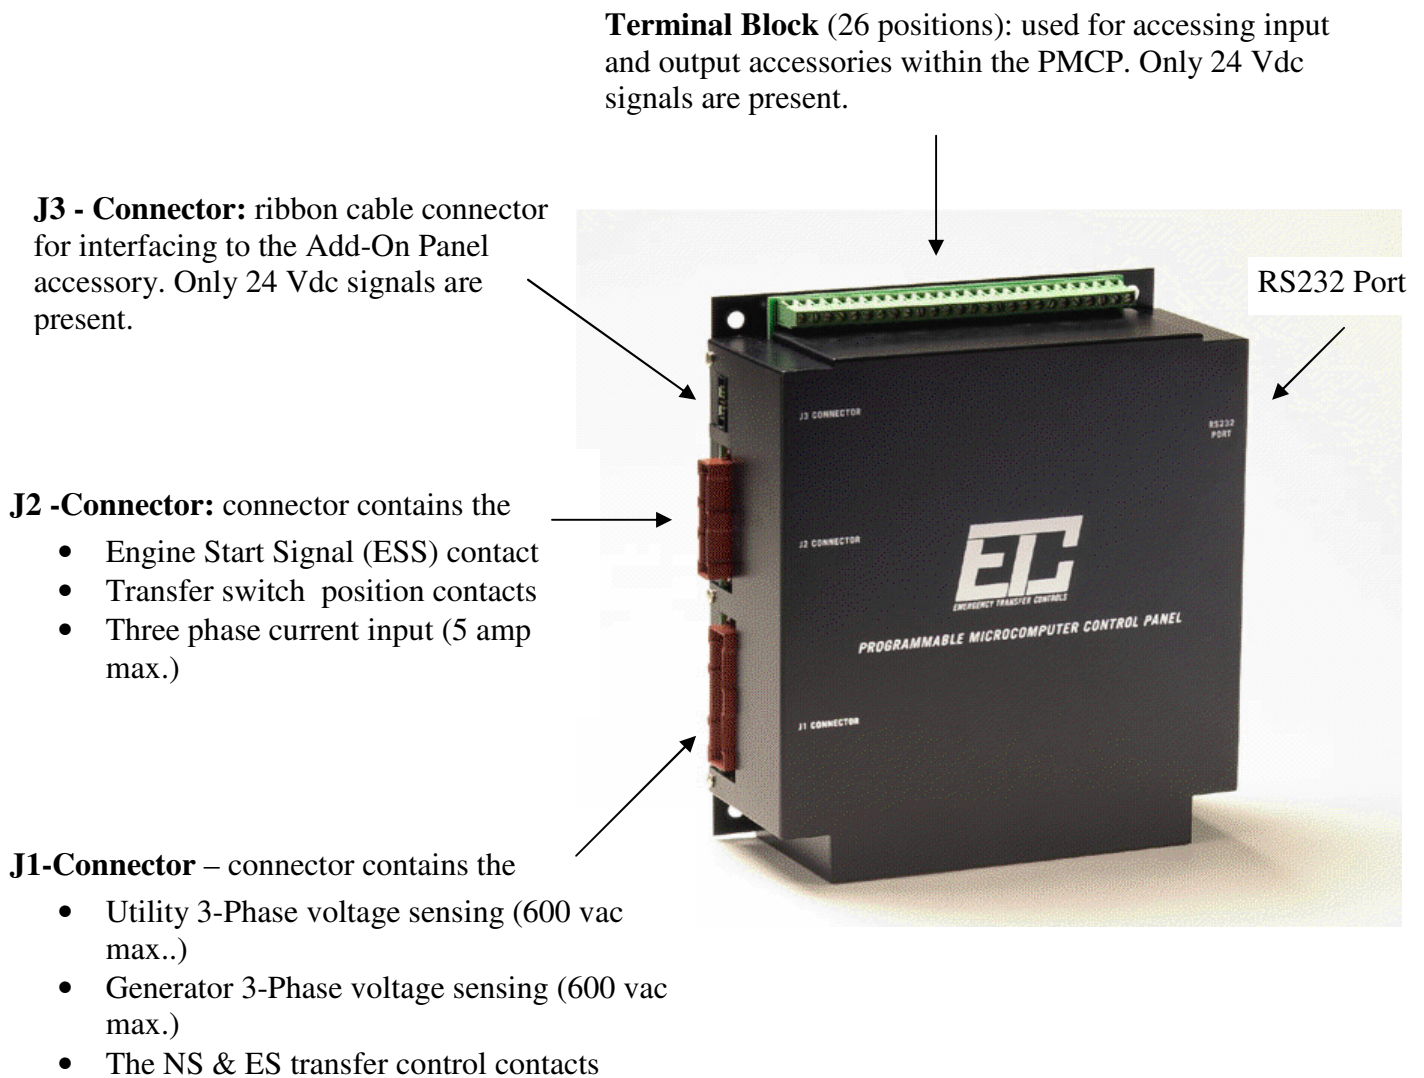 Terminal Block (26 positions): used for accessing input
and output accessories within the PMCP. Only 24 Vdc
signals are present.
J3 - Connector: ribbon cable connector
for interfacing to the Add-On Panel
accessory. Only 24 Vdc signals are
present.
RS232 Port
J3 CONNECTOR
RS232
PORT
J2 -Connector: connector contains the
• Engine Start Signal (ESS) contact
• Transfer switch position contacts
• Three phase current input (5 amp
max.)
J2 CONNECTOR
ETC
EMERGENCY TRANSFER CONTROLS
PROGRAMMABLE MICROCOMPUTER CONTROL PANEL
J1 CONNECTOR
J1-Connector – connector contains the
• Utility 3-Phase voltage sensing (600 vac
max..)
• Generator 3-Phase voltage sensing (600 vac
max.)
• The NS & ES transfer control contacts